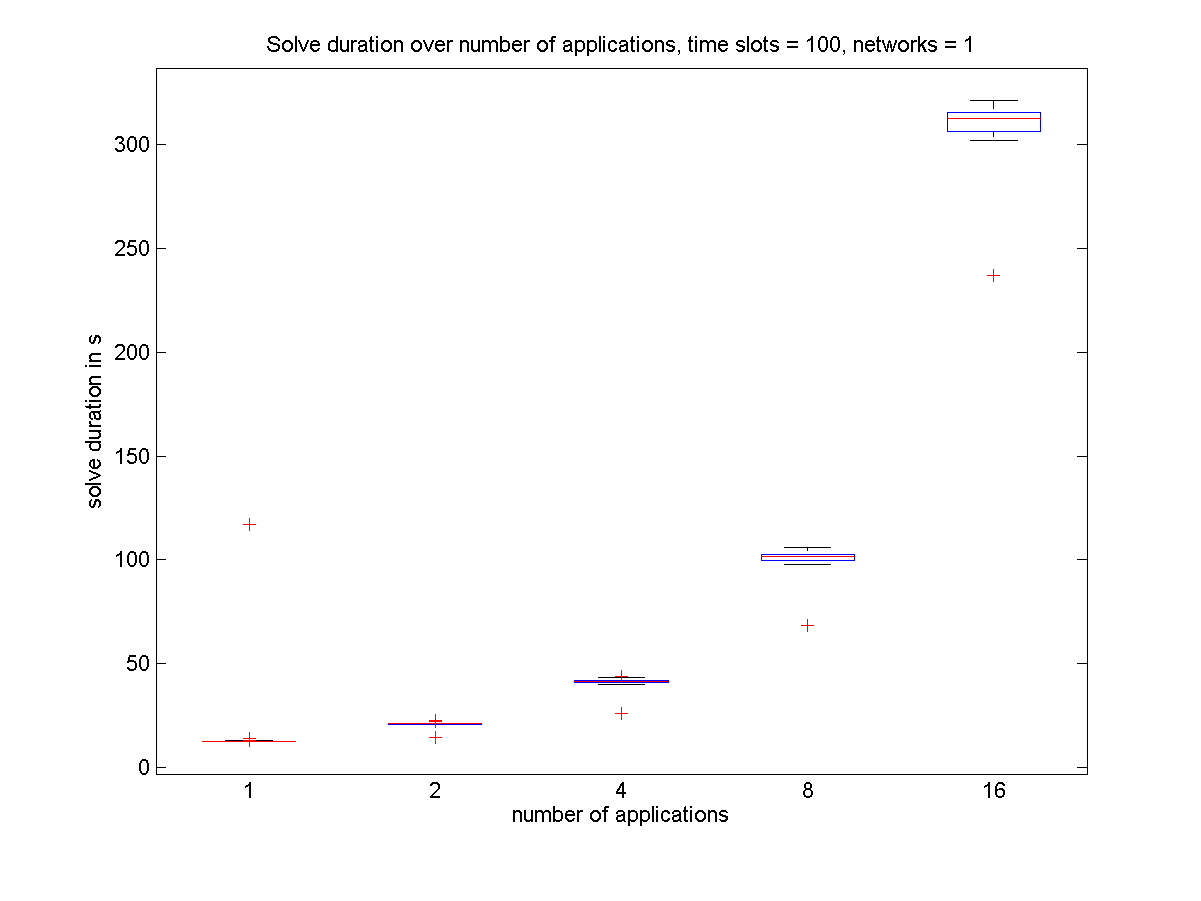 Solve duration over number of applications, time slots = 100, networks = 1
300
250
200
150
100
50
0
solve duration in s
1 2 4 8 16
number of applications